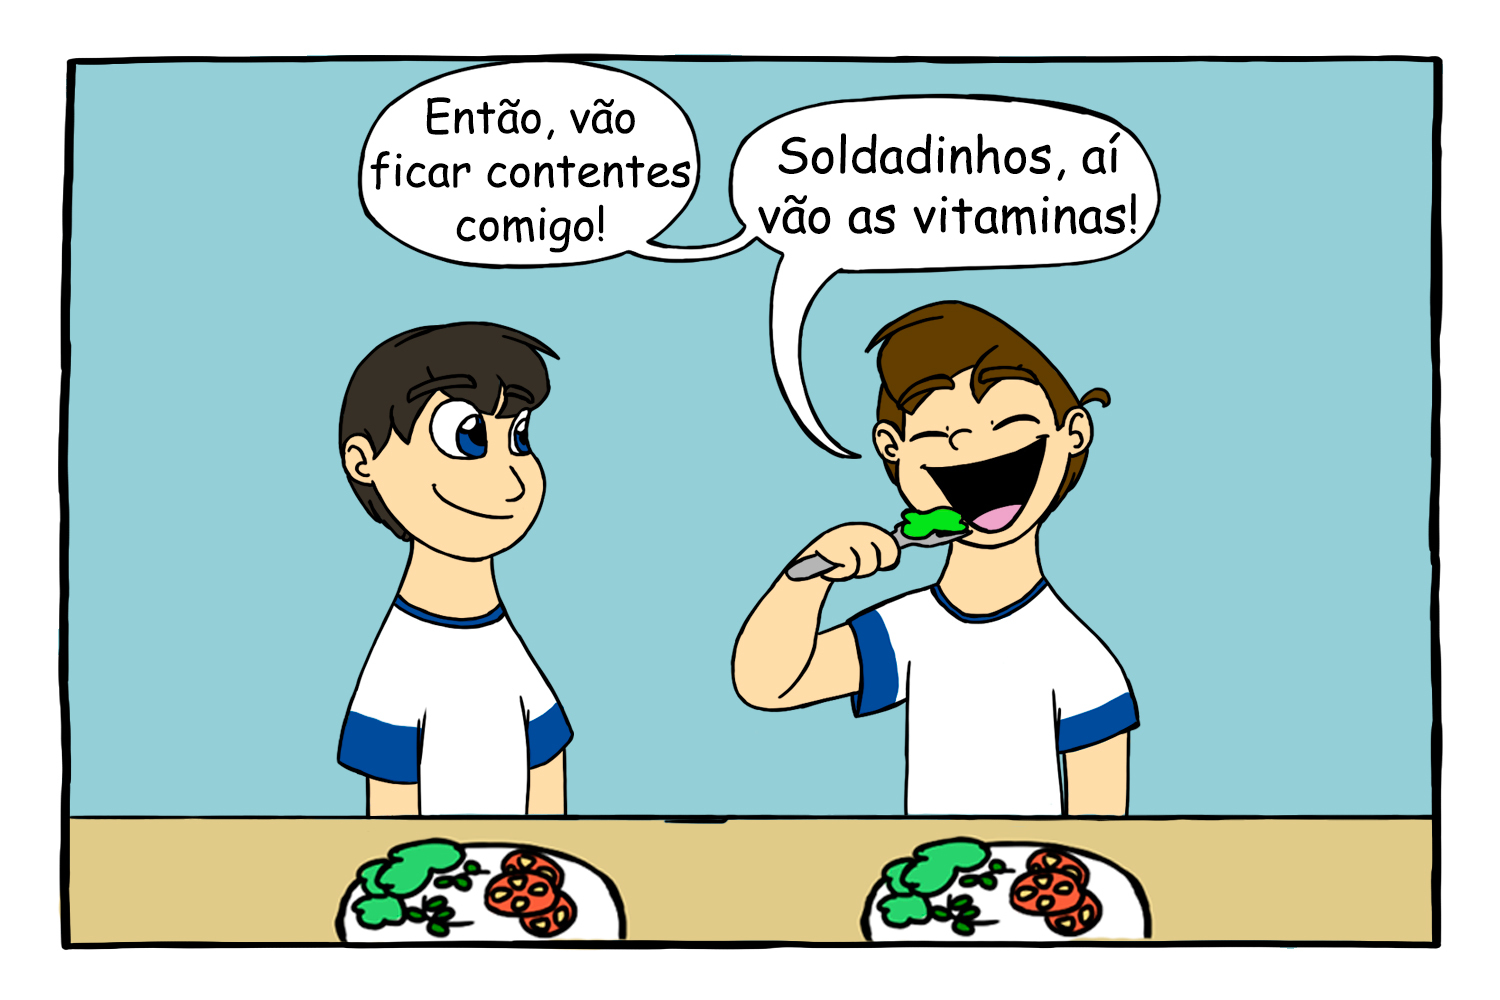 Então, vão
ficar contentes
comigo!
Soldadinhos, aí
vão as vitaminas!